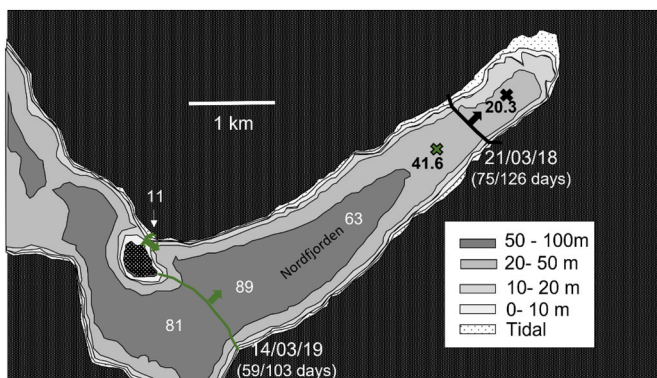 20.3
1 km
41.6
21/03/18
(75/126 days)
11
63
Nordfjorden
89
81
14/03/19
(59/103 days)
50 - 100m
20- 50 m
10- 20 m
0- 10 m
Tidal